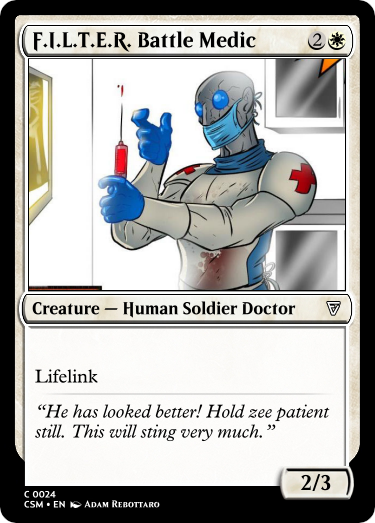 F.I.L.T.E.R. Battle Medic 2
Creature — Human Soldier Doctor
Lifelink
“He has looked better! Hold zee patient
still. This will sting very much.”
2/3
C 0024
CSM • EN Adam Rebottaro